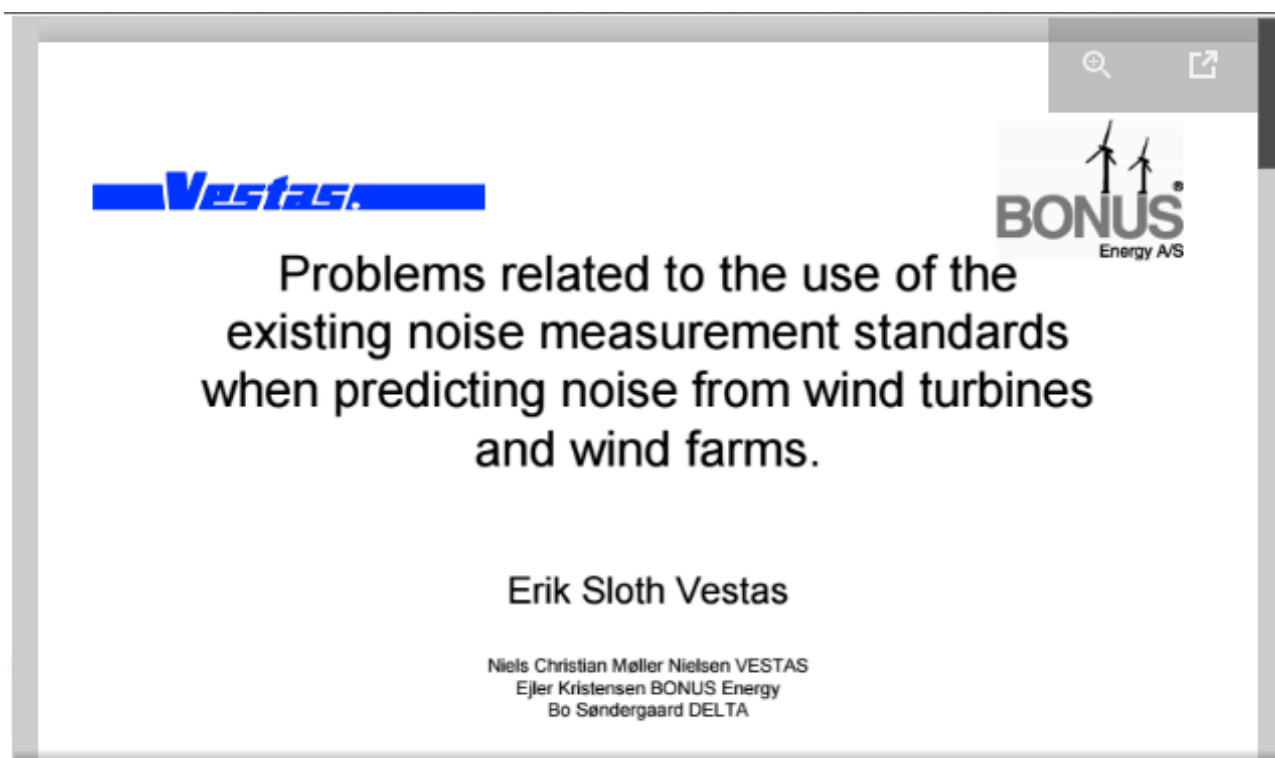 Vestas.
BONUS®
Energy A/S
Problems related to the use of the
existing noise measurement standards
when predicting noise from wind turbines
and wind farms.
Erik Sloth Vestas
Niels Christian Møller Nielsen VESTAS
Ejler Kristensen BONUS Energy
Bo Søndergaard DELTA